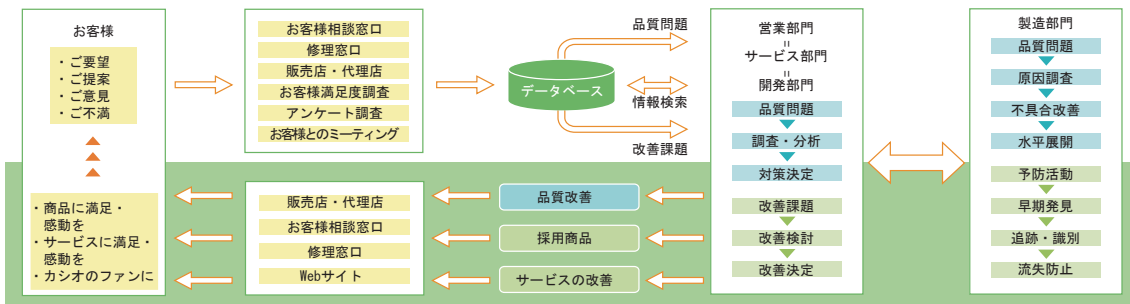 お客様
・ご要望
・ご提案
・ご意見
・ご不満
・商品に満足・
感動を
・サービスに満足・
感動を
・カシオのファンに
お客様相談窓口
修理窓口
販売店・代理店
お客様満足度調査
アンケート調査
お客様とのミーティング
販売店・代理店
お客様相談窓口
修理窓口
Webサイト
データベース
品質問題
情報検索
改善課題
品質改善
採用商品
サービスの改善
営業部門
=
サービス部門
=
開発部門
品質問題
調査・分析
対策決定
改善課題
改善検討
改善決定
製造部門
品質問題
原因調査
不具合改善
水平展開
予防活動
早期発見
追跡・識別
流失防止